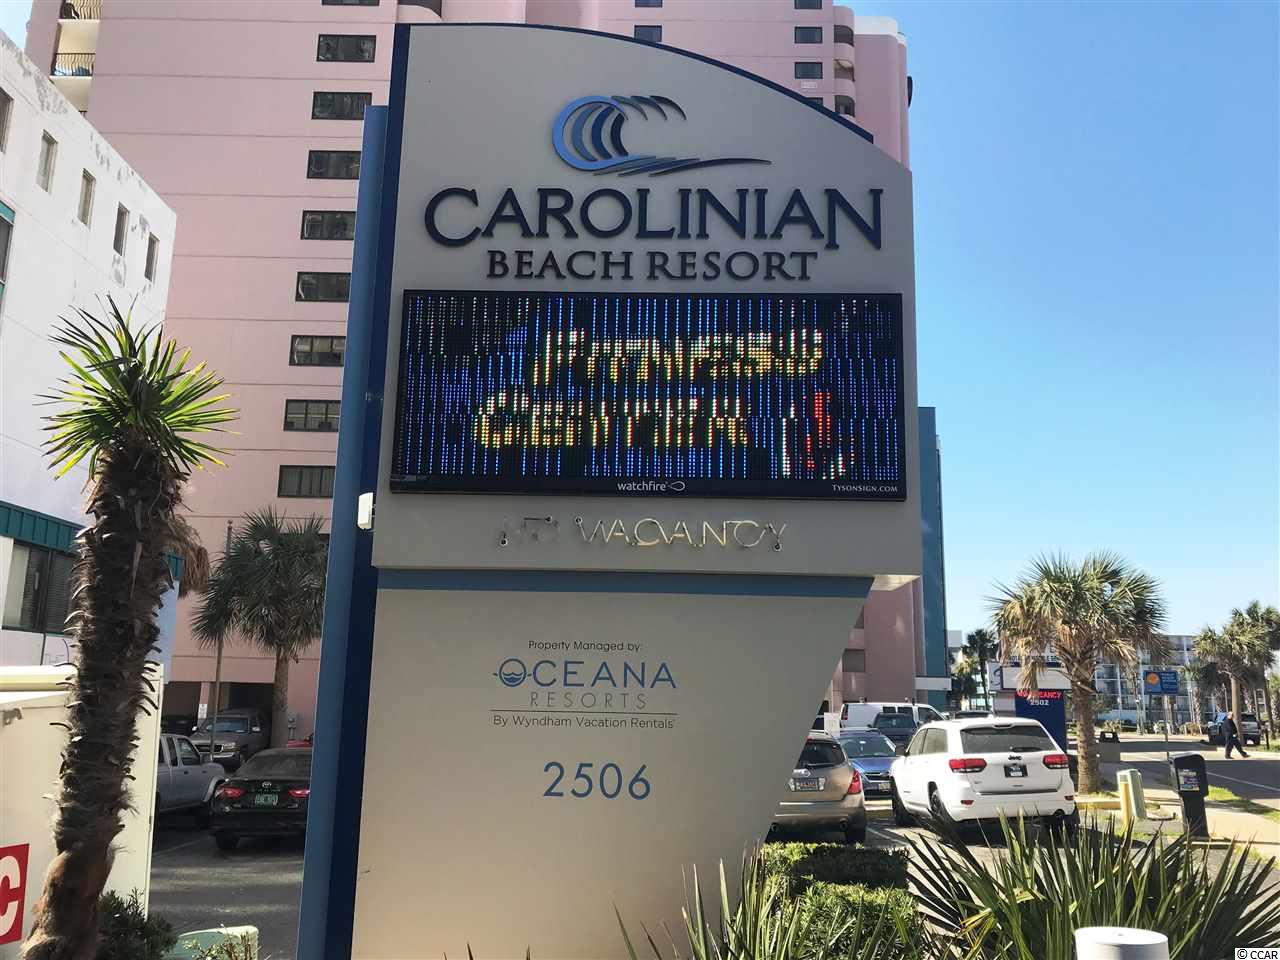 CAROLINIAN
BEACH RESORT
Fitness
Center
watchfire
TYSONSIGN.COM
NO VACANCY
Property Managed by:
OCEANA
RESORTS
By Wyndham Vacation Rentals
2506
2502
C
© CCAR